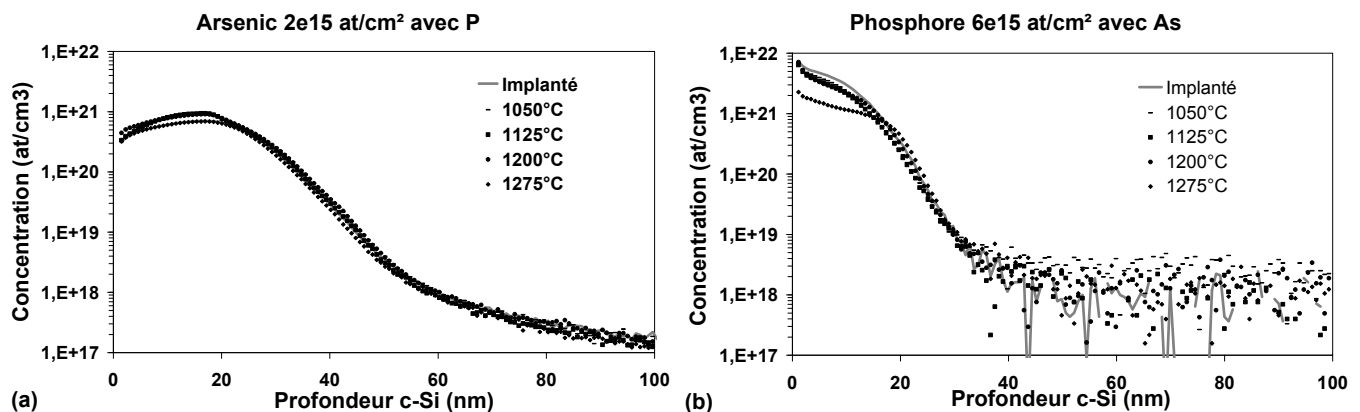 Arsenic 2e15 at/cm² avec P
Concentration (at/cm3)
1,E+22
1,E+21
1,E+20
1,E+19
1,E+18
1,E+17
Implanté
1050°C
1125°C
1200°C
1275°C
0 20 40 60 80 100
Profondeur c-Si (nm)
(a)
Phosphore 6e15 at/cm² avec As
Concentration (at/cm3)
1,E+22
1,E+21
1,E+20
1,E+19
1,E+18
1,E+17
Implanté
1050°C
1125°C
1200°C
1275°C
0 20 40 60 80 100
Profondeur c-Si (nm)
(b)